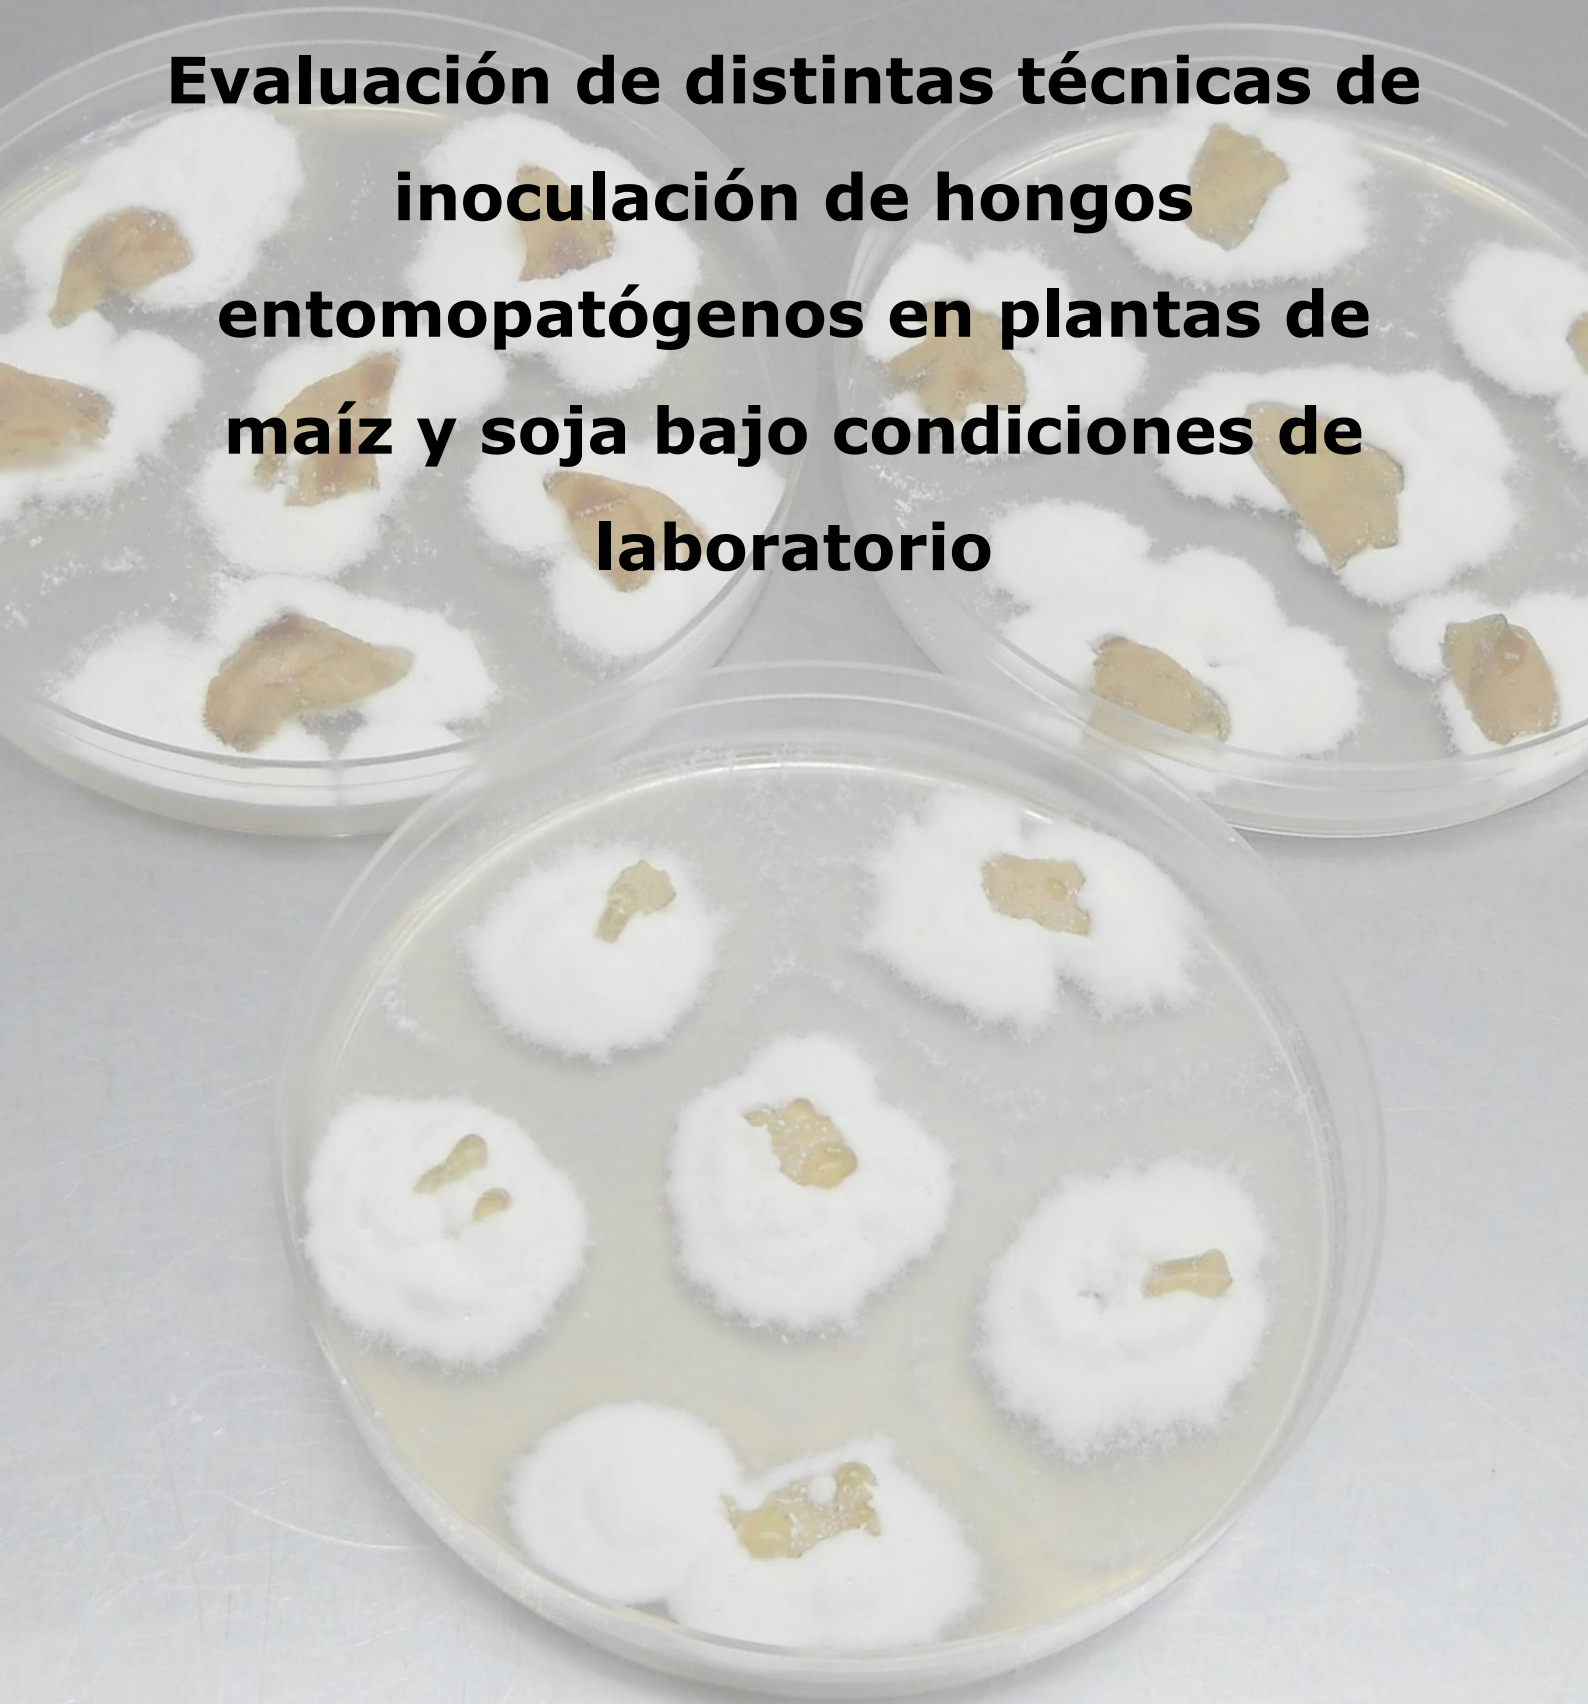 Evaluación de distintas técnicas de
inoculación de hongos
entomopatógenos en plantas de
maíz y soja bajo condiciones de
laboratorio